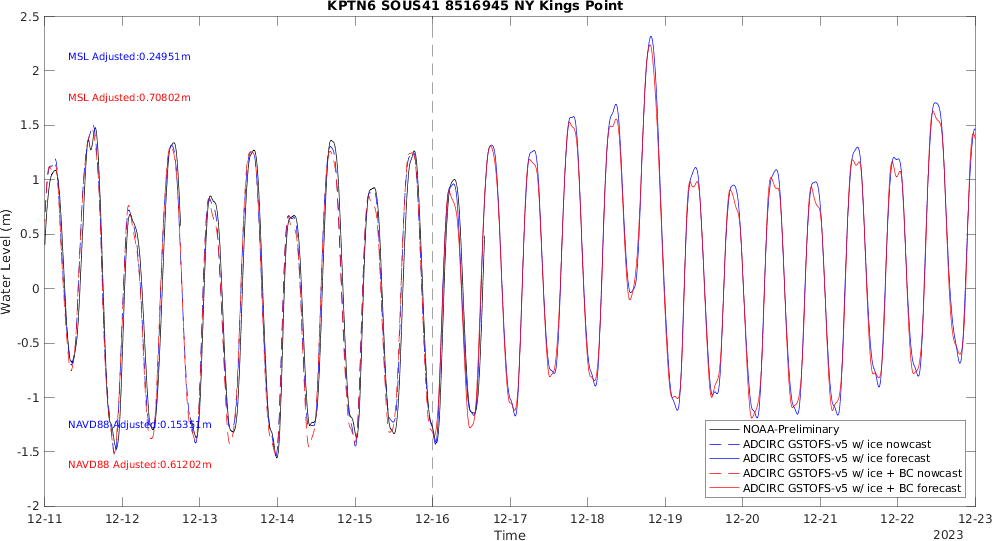 KPTN6 SOUS41 8516945 NY Kings Point
MSL Adjusted:0.24951m
MSL Adjusted:0.70802m
NAVD88 Adjusted:0.15351m
NAVD88 Adjusted:0.61202m
Water Level (m)
2.5
2
1.5
1
0.5
0
-0.5
-1
-1.5
-2
NOAA-Preliminary
ADCIRC GSTOFS-v5 w/ ice nowcast
ADCIRC GSTOFS-v5 w/ ice forecast
ADCIRC GSTOFS-v5 w/ ice + BC nowcast
ADCIRC GSTOFS-v5 w/ ice + BC forecast
12-11 12-12 12-13 12-14 12-15 12-16 12-17 12-18 12-19 12-20 12-21 12-22 12-23
Time
2023